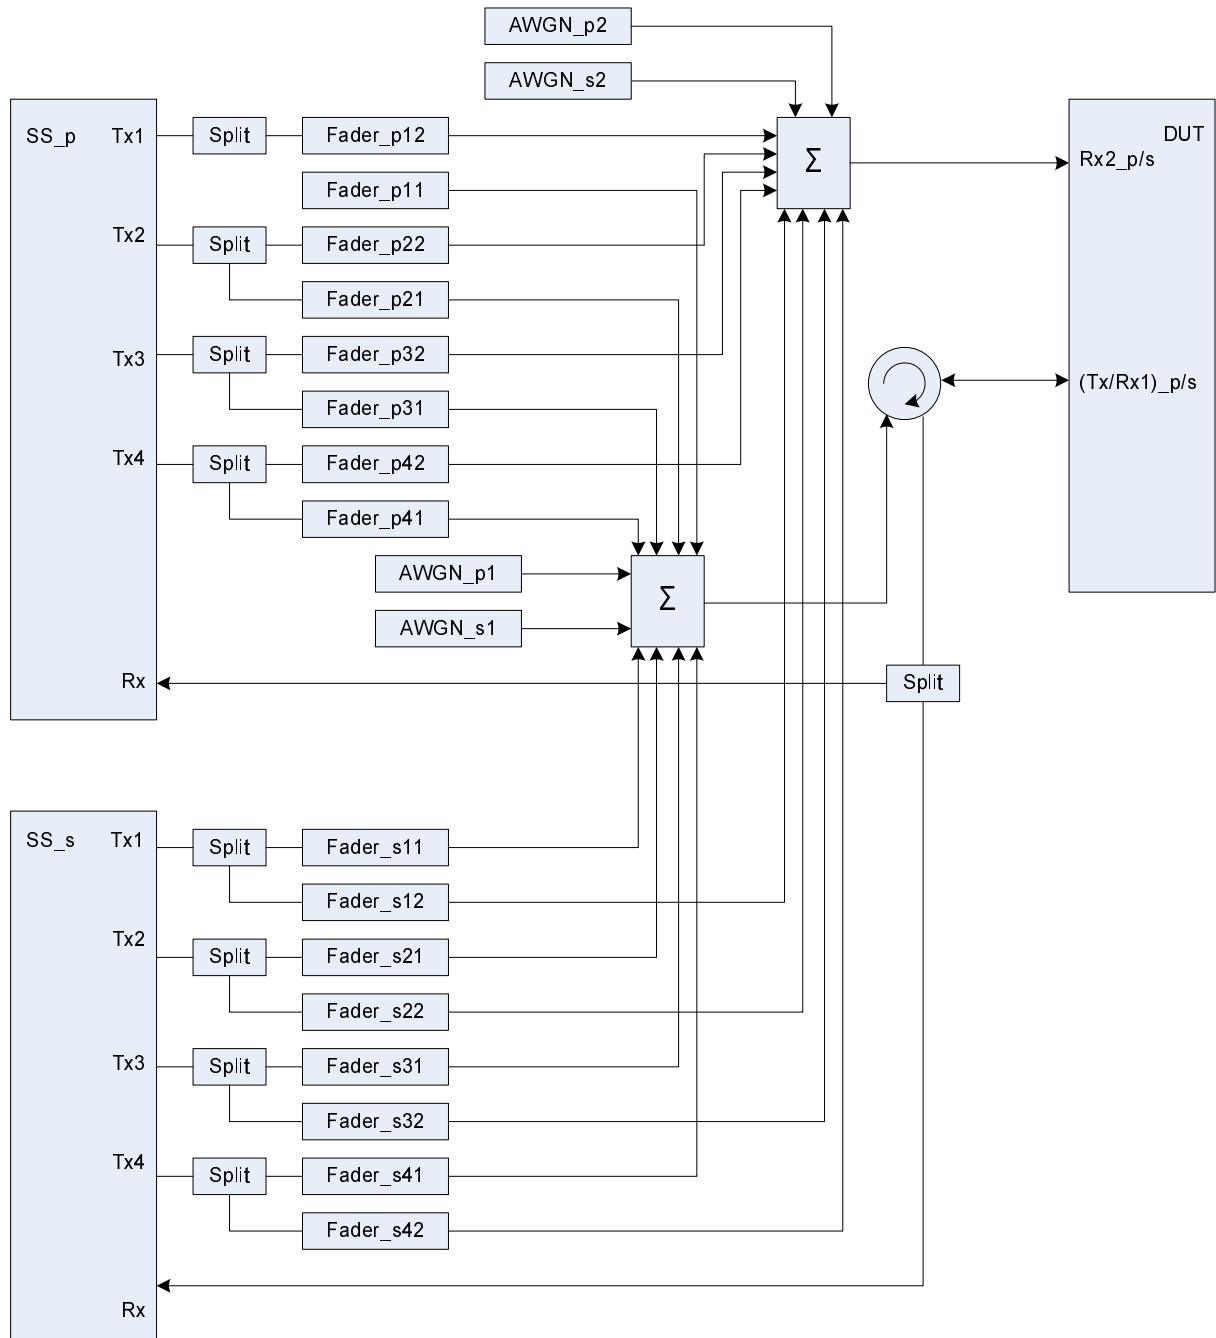 AWGN_p2
AWGN_s2
SS_p Tx1 Split Fader_p12 Σ DUT
Rx2_p/s
Fader_p11
Tx2 Split Fader_p22
Fader_p21
Tx3 Split Fader_p32
(Tx/Rx1)_p/s
Fader_p31
Tx4 Split Fader_p42
Fader_p41
AWGN_p1
Σ
AWGN_s1
Rx Split
SS_s Tx1 Split Fader_s11
Fader_s12
Tx2 Split Fader_s21
Fader_s22
Tx3 Split Fader_s31
Fader_s32
Tx4 Split Fader_s41
Fader_s42
Rx